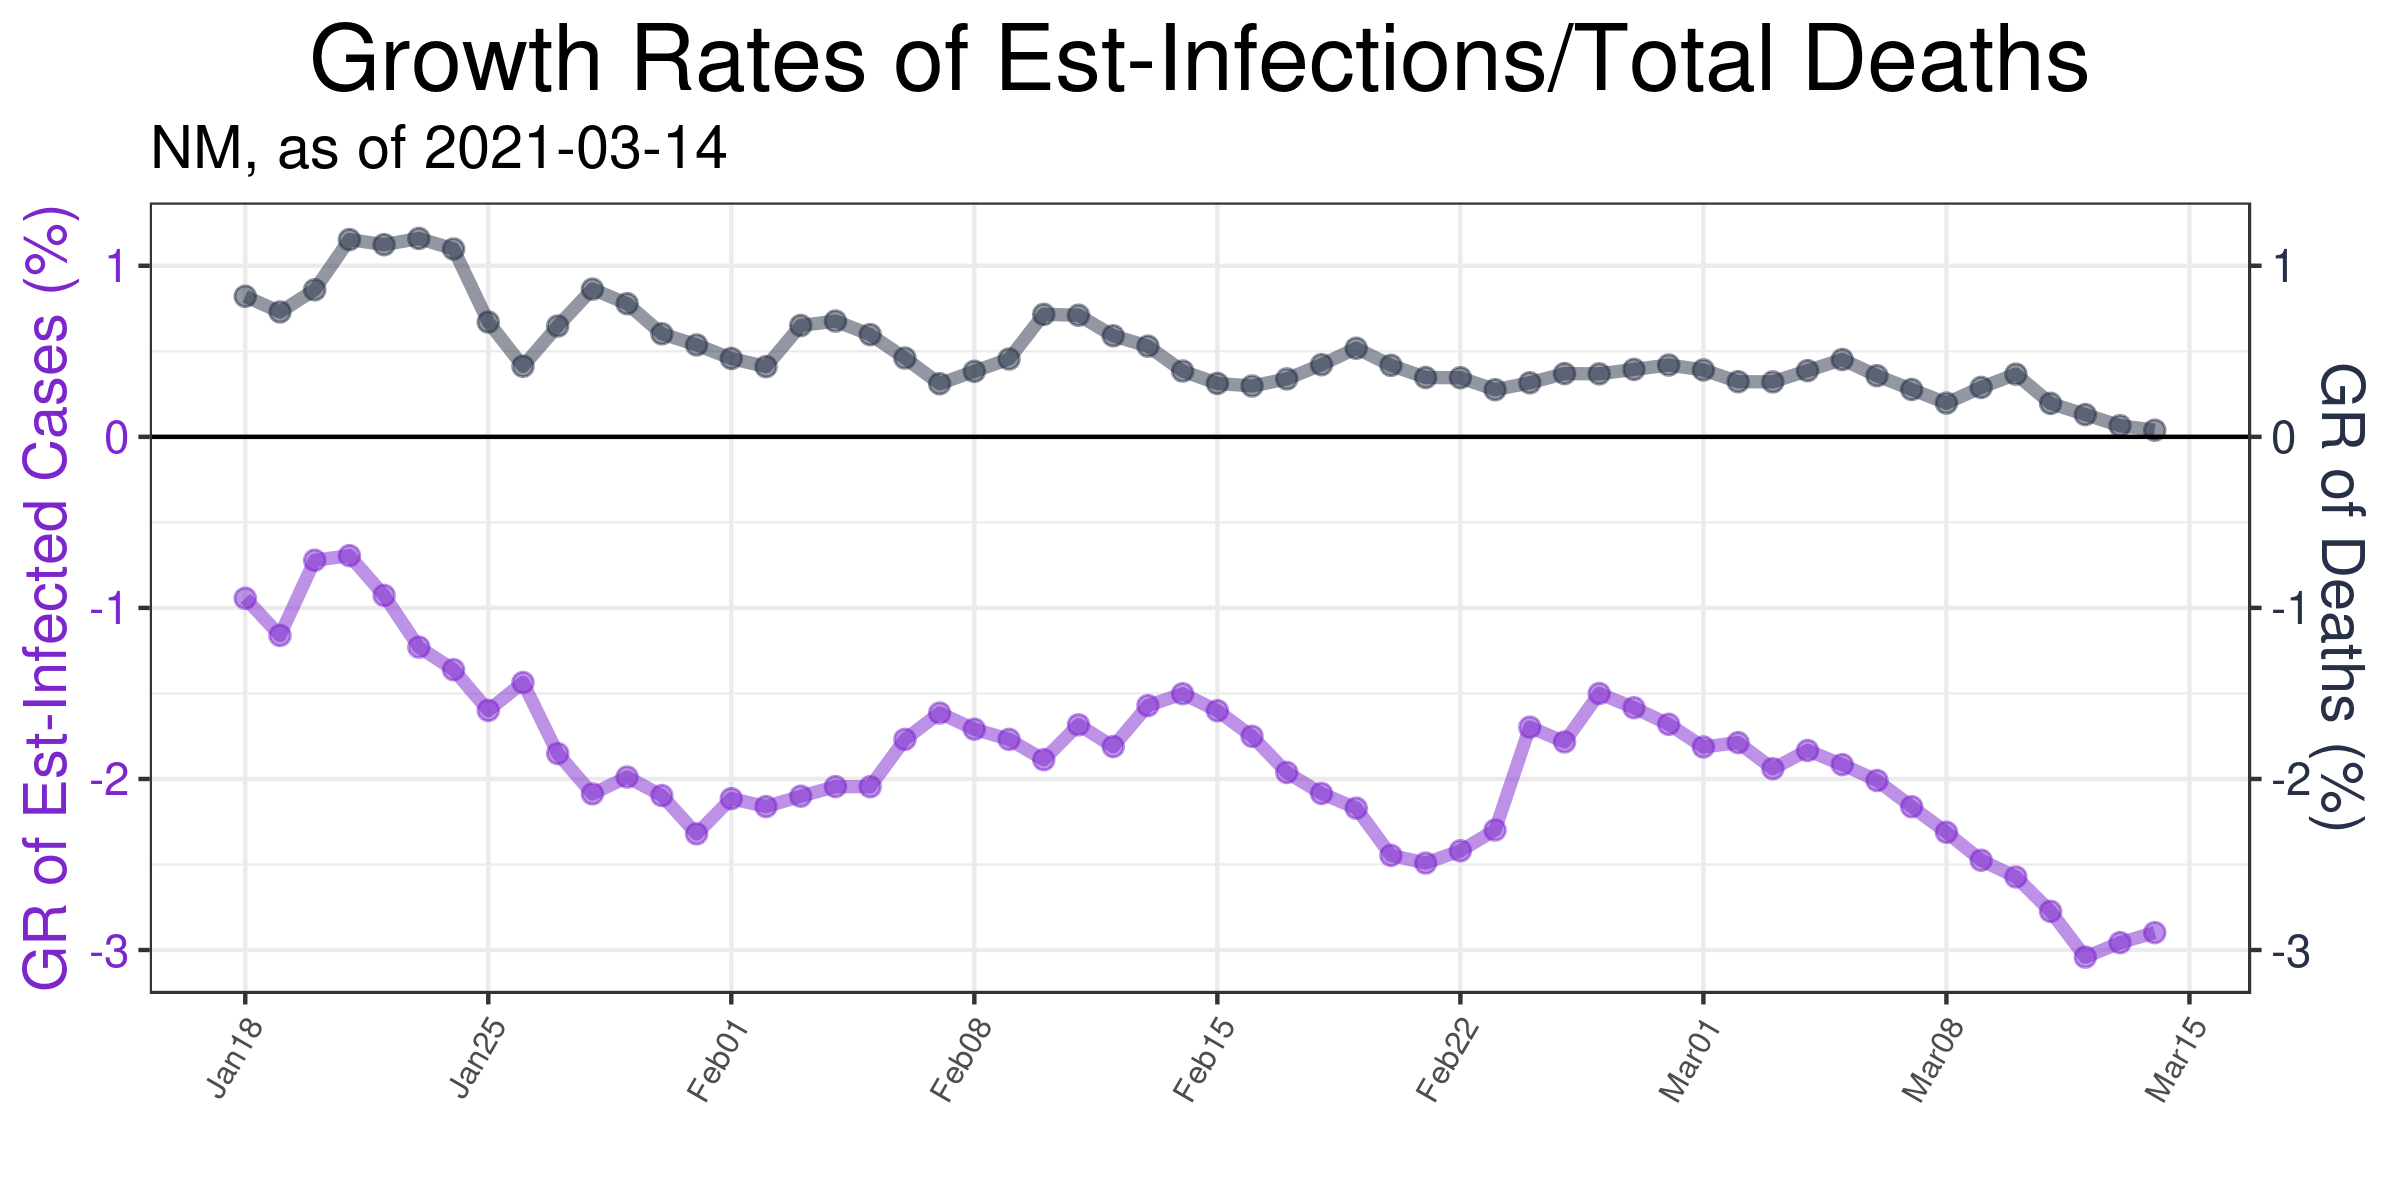 Growth Rates of Est-Infections/Total Deaths
NM, as of 2021-03-14
GR of Est-Infected Cases (%)
1
0
-1
-2
-3
1
0
-1
-2
-3
GR of Deaths (%)
Jan18
Jan25
Feb01
Feb08
Feb15
Feb22
Mar01
Mar08
Mar15